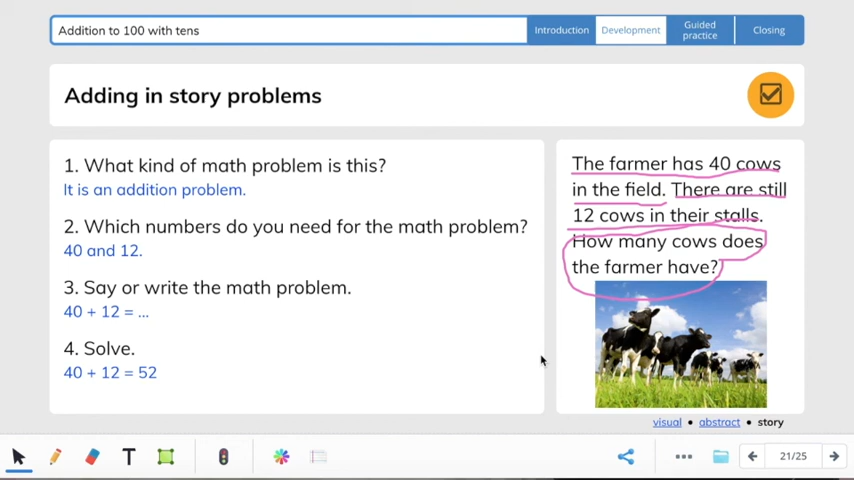 Addition to 100 with tens
Introduction
Development
Guided
practice
Closing
Adding in story problems
1. What kind of math problem is this?
It is an addition problem.
2. Which numbers do you need for the math problem?
40 and 12.
3. Say or write the math problem.
40 + 12 = ...
4. Solve.
40 + 12 = 52
The farmer has 40 cows
in the field. There are still
12 cows in their stalls.
How many cows does
the farmer have?
visual • abstract • story
T
21/25